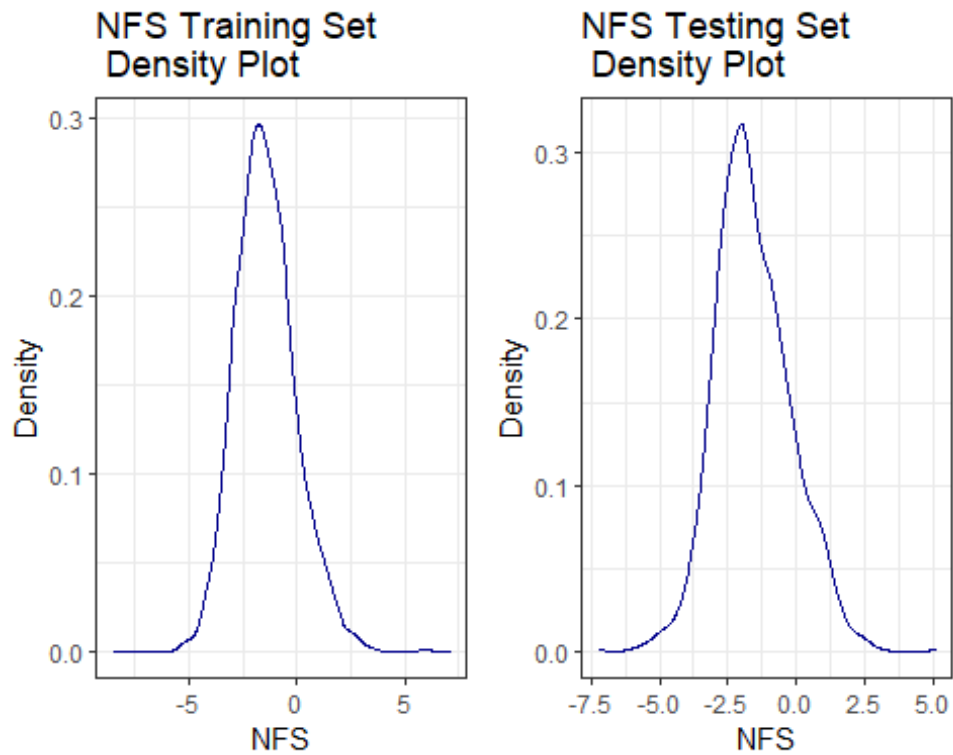 NFS Training Set
Density Plot
0.3
0.2
0.1
0.0
Density
-5 0 5
NFS
NFS Testing Set
Density Plot
0.3
0.2
0.1
0.0
Density
-7.5 -5.0 -2.5 0.0 2.5 5.0
NFS